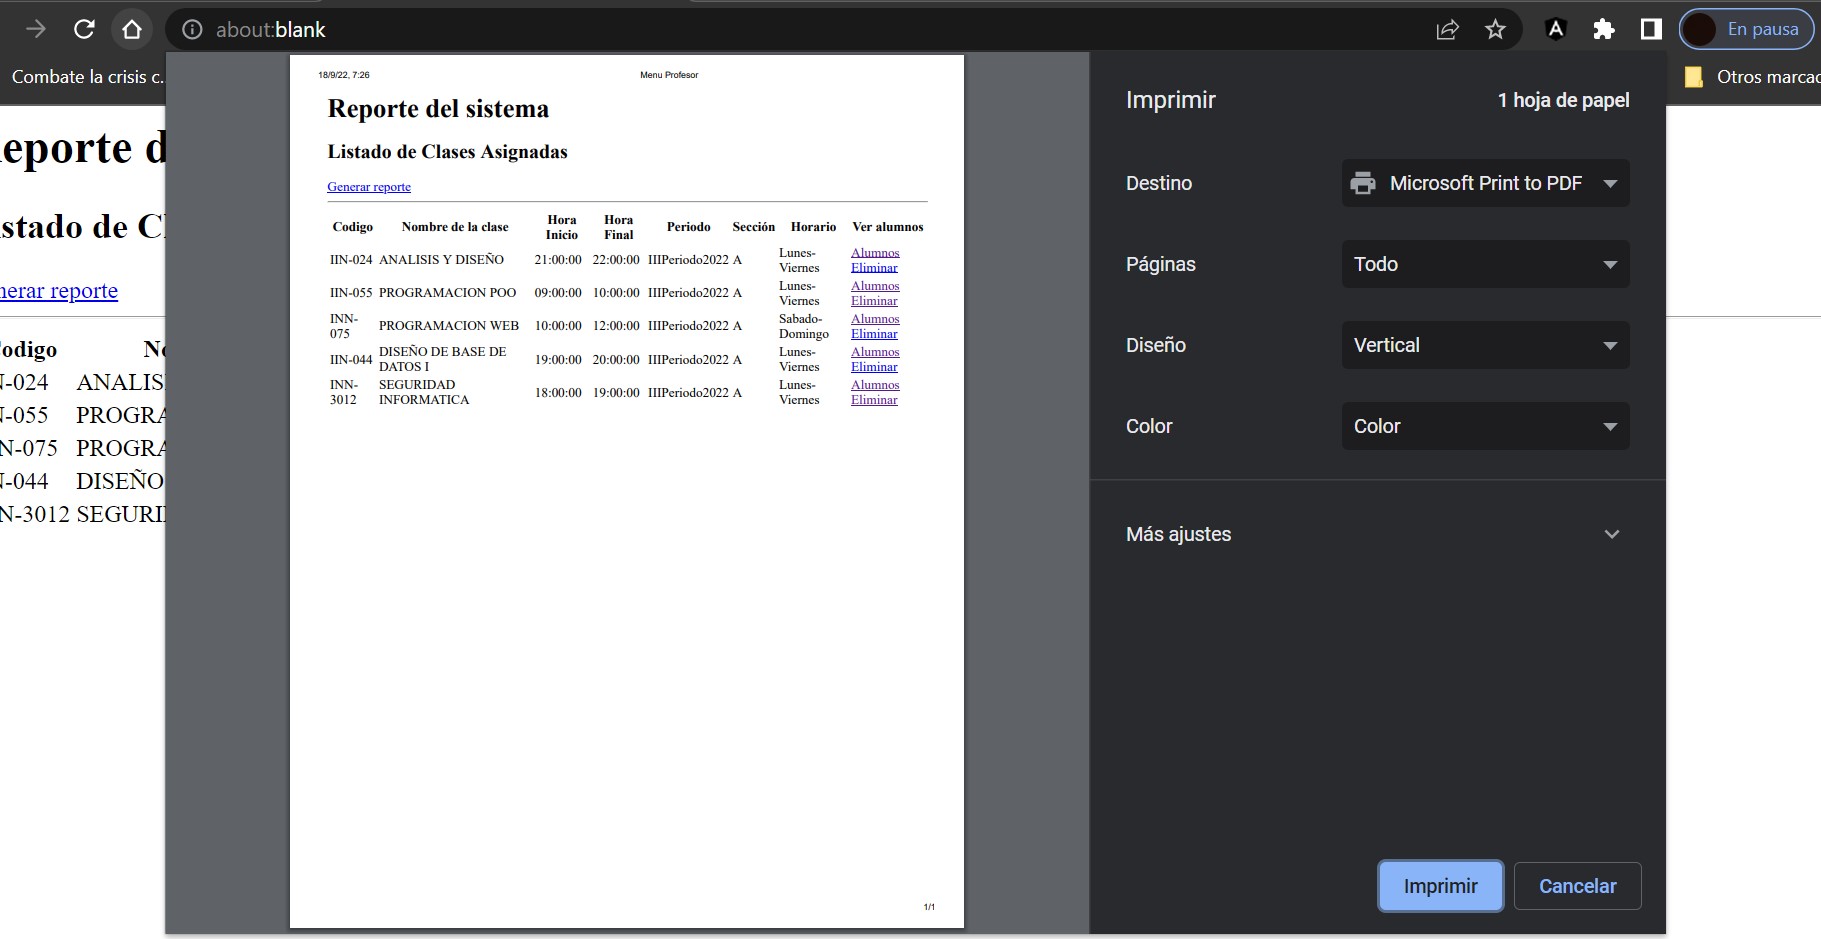 about:blank
En pausa
Combate la crisis c...
Otros marcad
eporte d
stado de Cl
nerar reporte
odigo No
-024 ANALIS
-055 PROGRA
N-075 PROGRA
-044 DISEÑO
N-3012 SEGURI
18/9/22, 7:26 Menu Profesor
Reporte del sistema
Listado de Clases Asignadas
Generar reporte
Codigo Nombre de la clase Hora Inicio Hora Final Periodo Sección Horario Ver alumnos
IIN-024 ANALISIS Y DISEÑO 21:00:00 22:00:00 IIIPeriodo2022 A Lunes-Viernes Alumnos Eliminar
IIN-055 PROGRAMACION POO 09:00:00 10:00:00 IIIPeriodo2022 A Lunes-Viernes Alumnos Eliminar
INN-075 PROGRAMACION WEB 10:00:00 12:00:00 IIIPeriodo2022 A Sabado-Domingo Alumnos Eliminar
IIN-044 DISEÑO DE BASE DE DATOS I 19:00:00 20:00:00 IIIPeriodo2022 A Lunes-Viernes Alumnos Eliminar
INN-3012 SEGURIDAD INFORMATICA 18:00:00 19:00:00 IIIPeriodo2022 A Lunes-Viernes Alumnos Eliminar
1/1
Imprimir 1 hoja de papel
Destino Microsoft Print to PDF
Páginas Todo
Diseño Vertical
Color Color
Más ajustes
Imprimir Cancelar